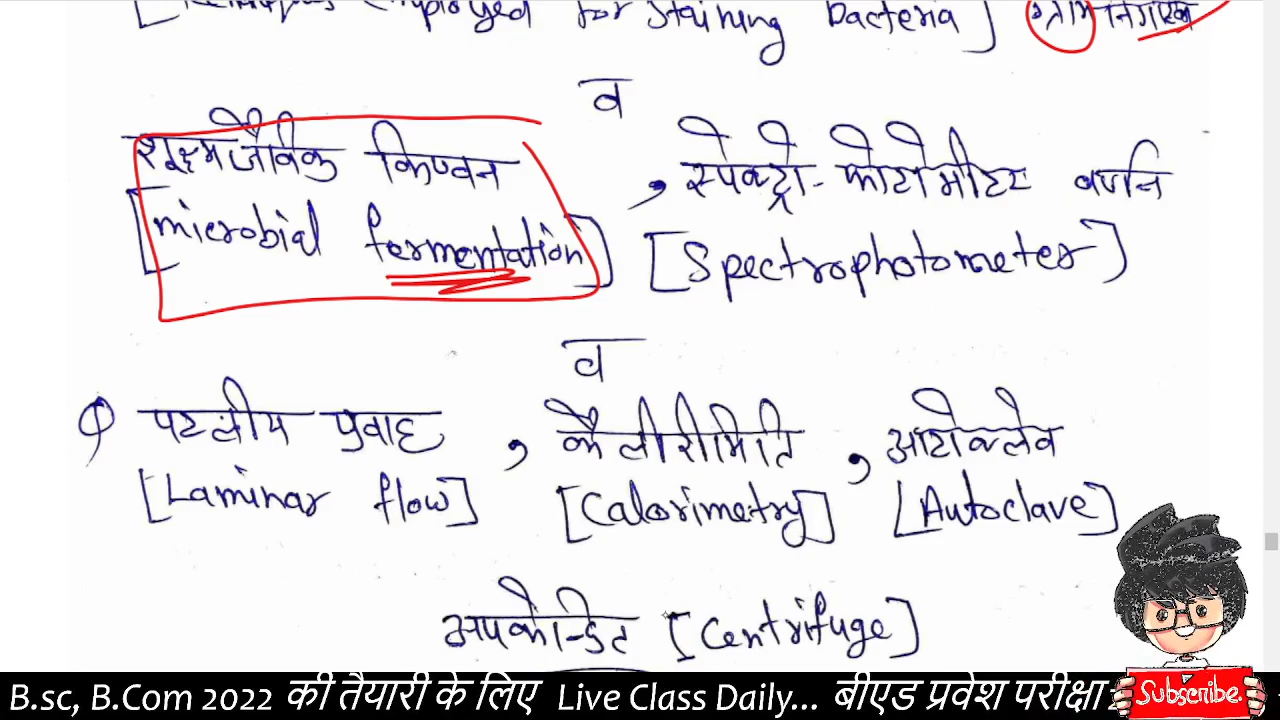 Employed for Staining Bacteria]
व
सूक्ष्मजैविक किण्वन , स्पेक्ट्रो-फोटोमीटर वर्णन
[microbial fermentation] [Spectrophotometer]
व
पटलीय प्रवाह , कैलोरीमिति , आटोक्लेव
[Laminar flow] [Calorimetry] [Autoclave]
अपकेन्द्रित [Centrifuge]
B.sc, B.Com 2022 की तैयारी के लिए Live Class Daily... बीएड प्रवेश परीक्षा
Subscribe.